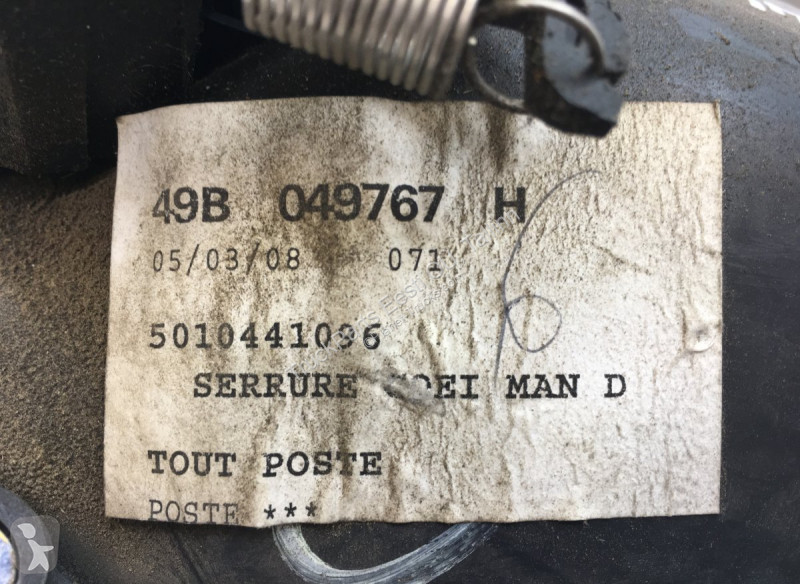 49B 049767 H
05/03/08 071
5010441096
SERRURE MAN D
TOUT POSTE
POSTE ***